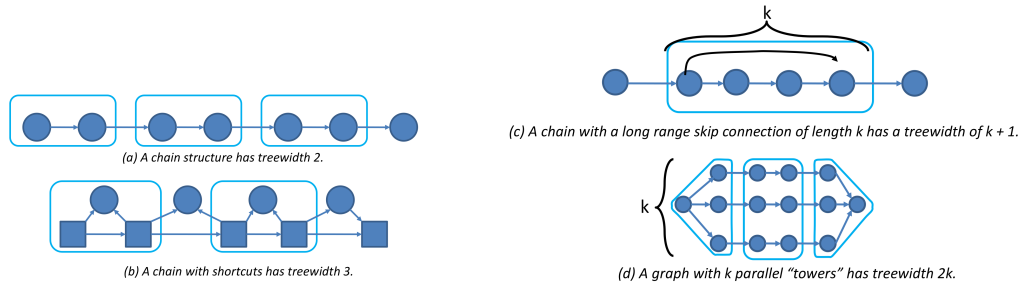 (a) A chain structure has treewidth 2.
(b) A chain with shortcuts has treewidth 3.
k
(c) A chain with a long range skip connection of length k has a treewidth of k + 1.
k
(d) A graph with k parallel “towers” has treewidth 2k.